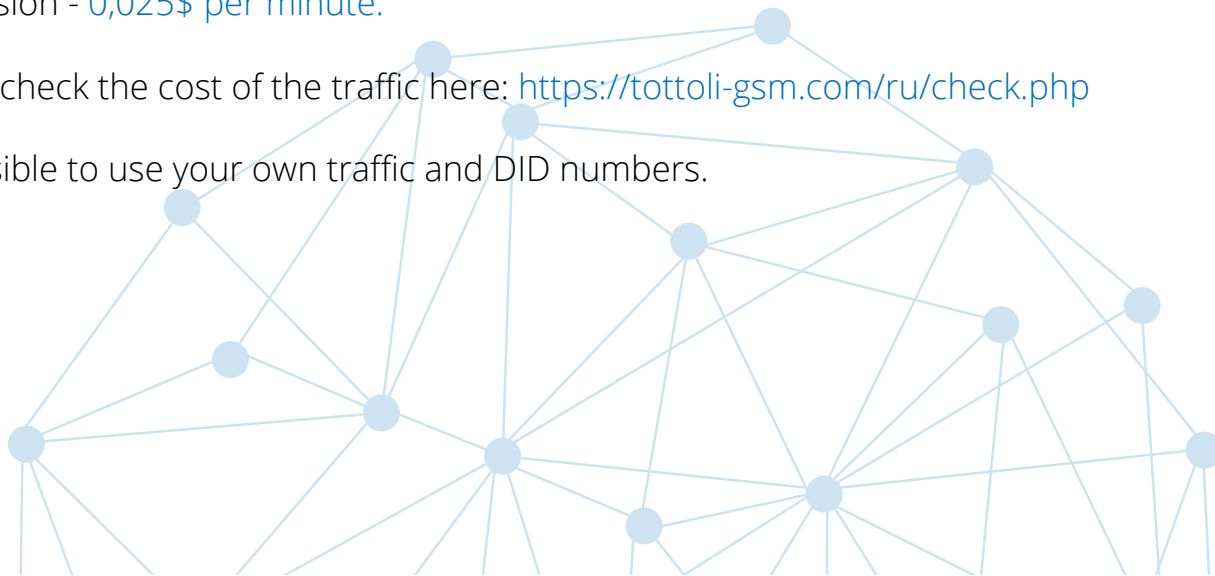 sion - 0,025$ per minute.
check the cost of the traffic here: https://tottoli-gsm.com/ru/check.php
sible to use your own traffic and DID numbers.